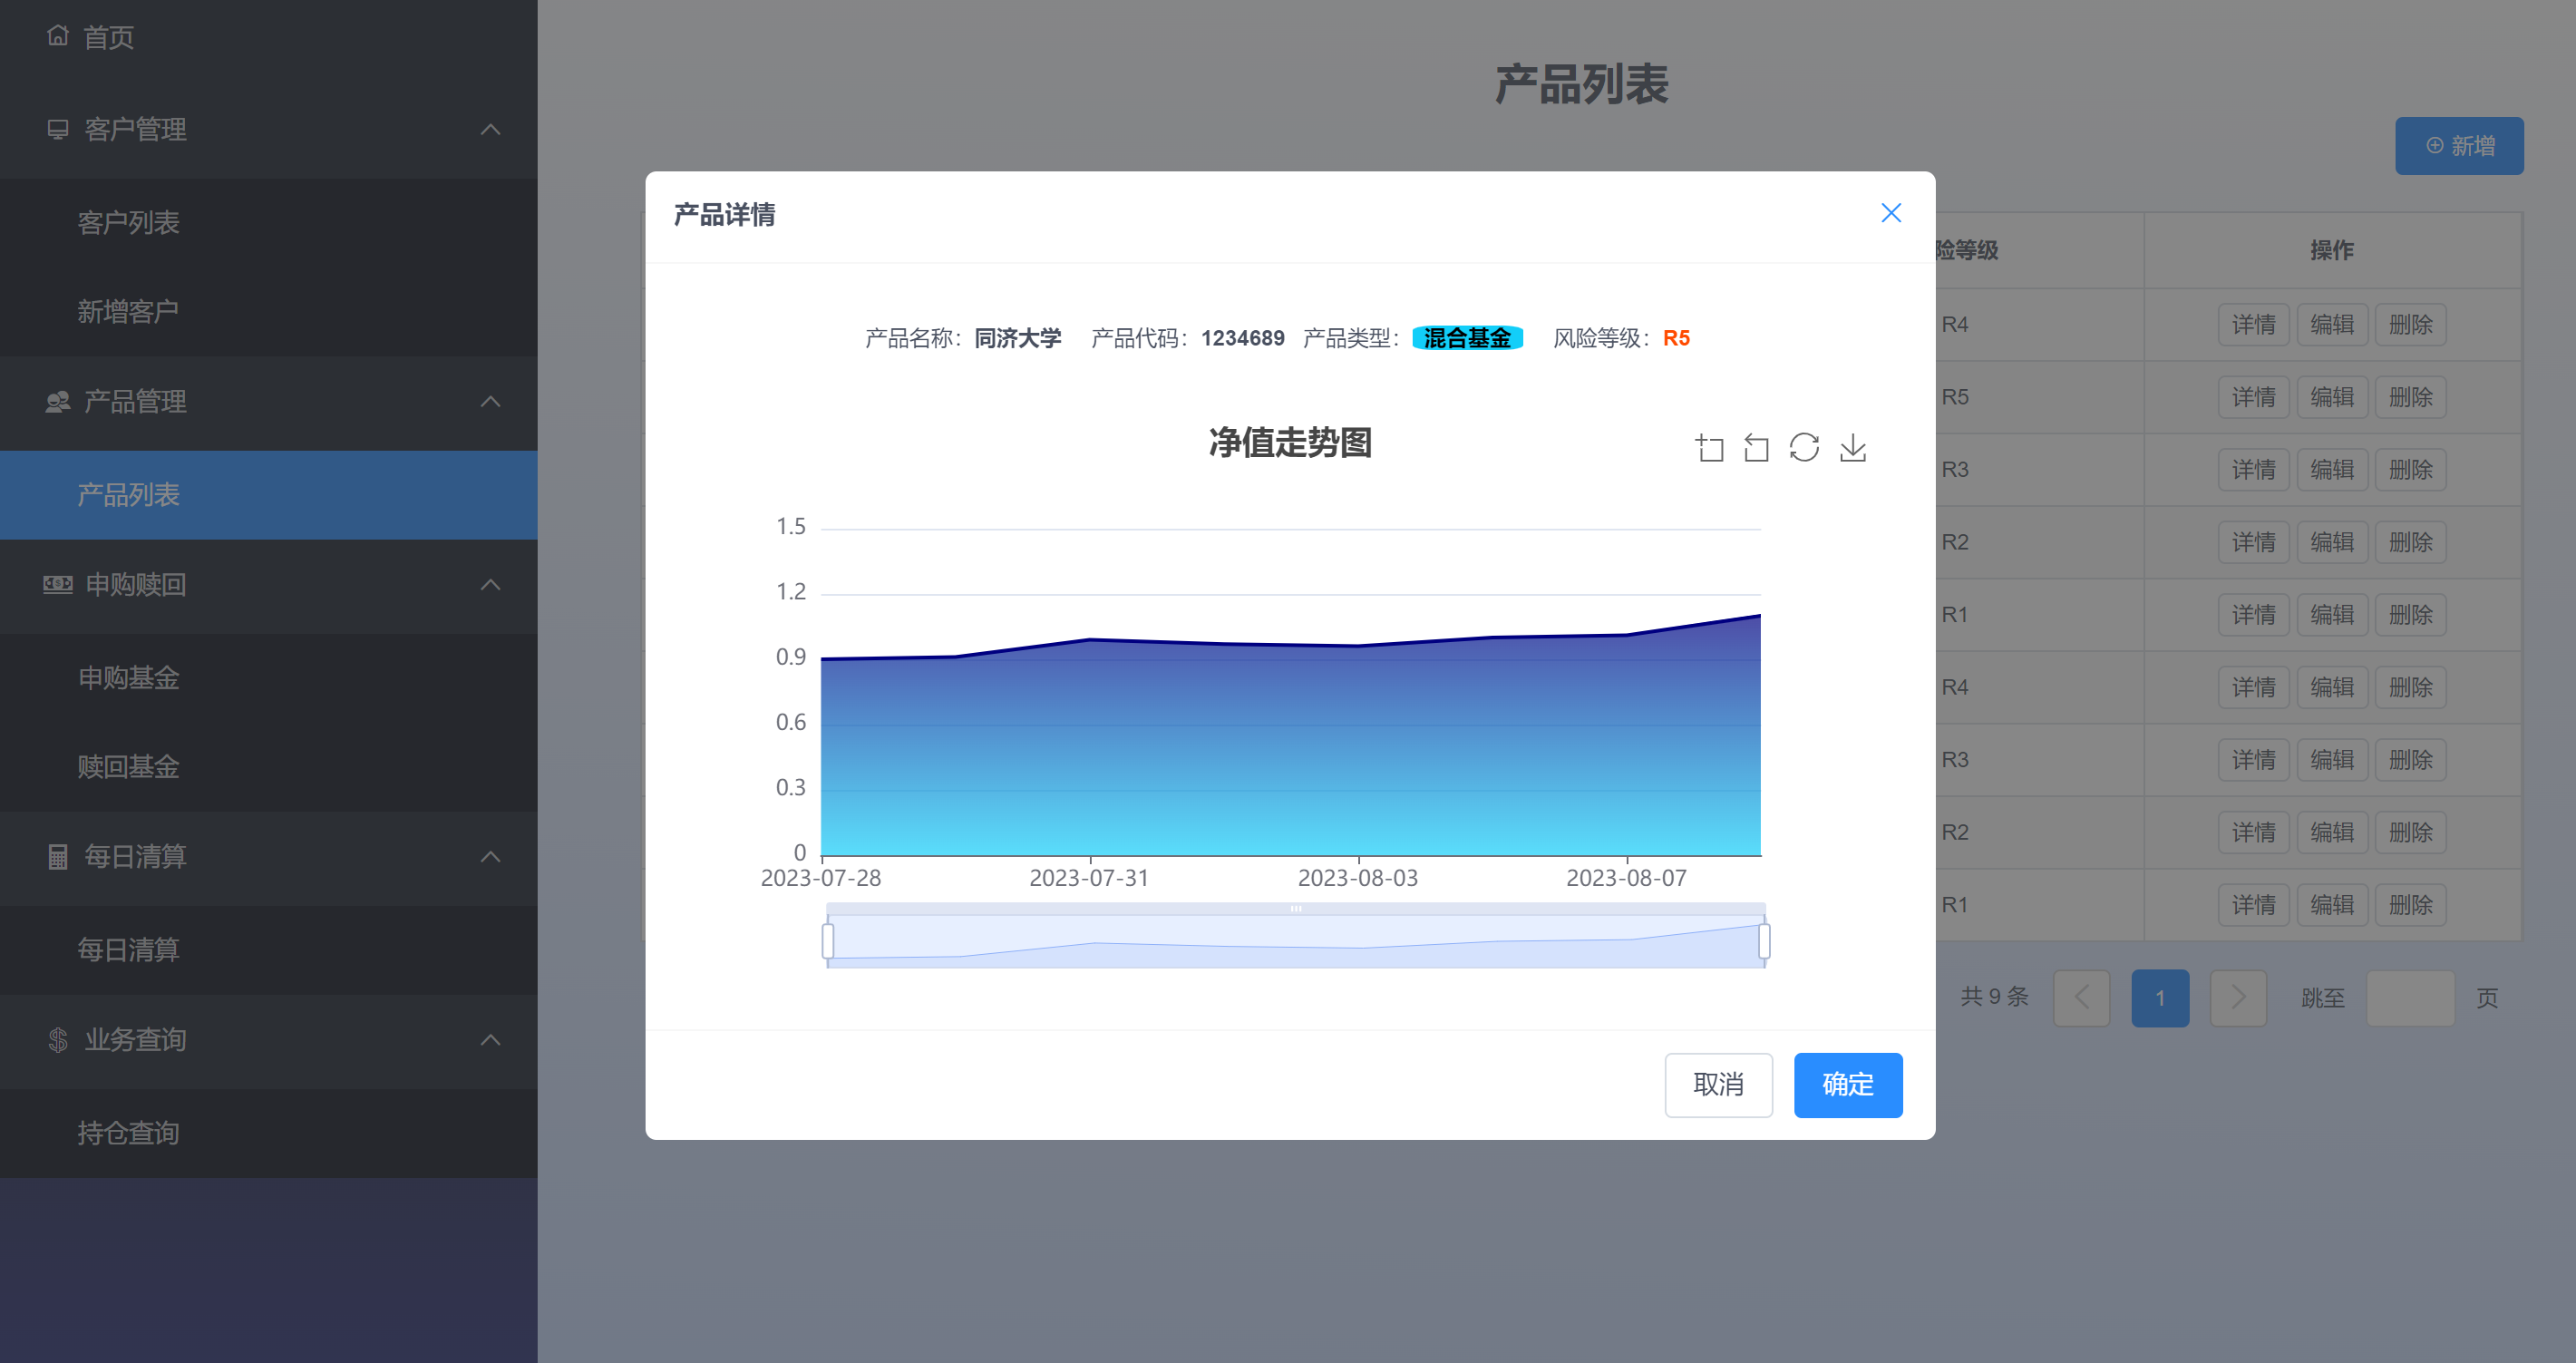 首页
客户管理
客户列表
新增客户
产品管理
产品列表
申购赎回
申购基金
赎回基金
每日清算
每日清算
业务查询
持仓查询
产品列表
新增
产品详情
产品名称：同济大学 产品代码：1234689 产品类型：混合基金 风险等级：R5
净值走势图
1.5
1.2
0.9
0.6
0.3
0
2023-07-28 2023-07-31 2023-08-03 2023-08-07
取消 确定
险等级 操作
R4 详情 编辑 删除
R5 详情 编辑 删除
R3 详情 编辑 删除
R2 详情 编辑 删除
R1 详情 编辑 删除
R4 详情 编辑 删除
R3 详情 编辑 删除
R2 详情 编辑 删除
R1 详情 编辑 删除
共 9 条 1 跳至 页